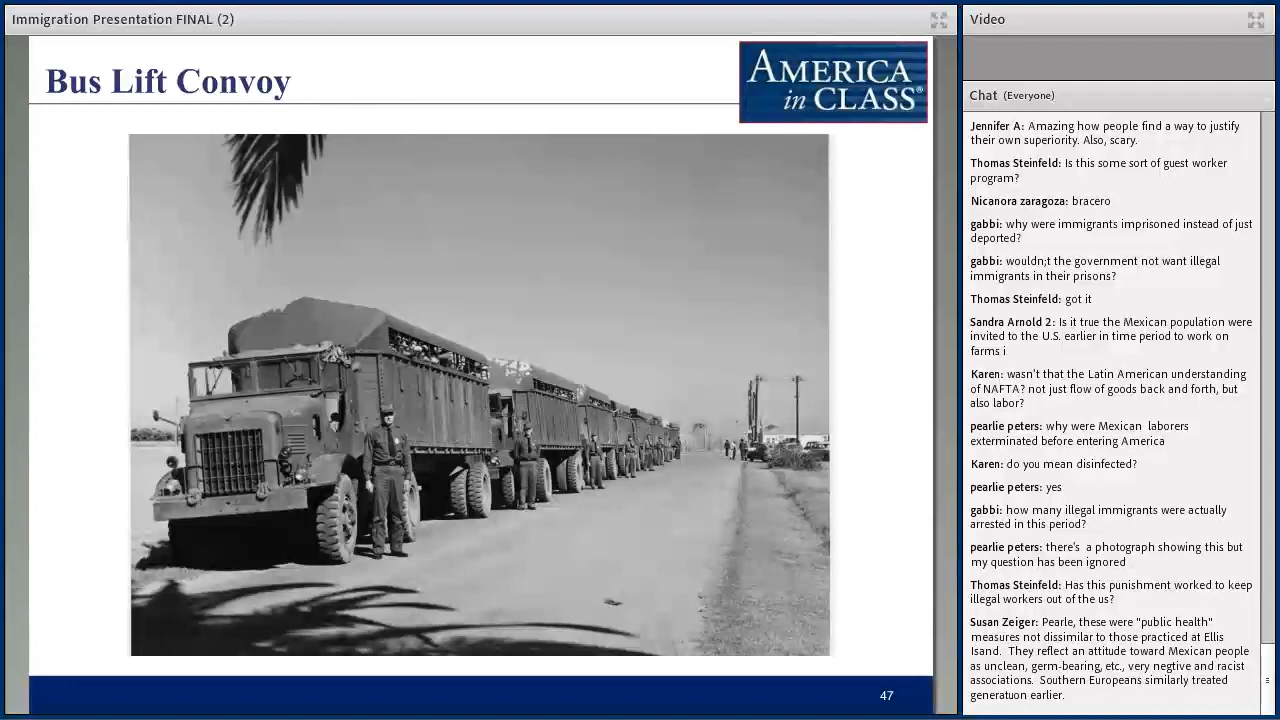 Immigration Presentation FINAL (2)
Bus Lift Convoy
AMERICA
in CLASS®
47
Video
Chat (Everyone)
Jennifer A: Amazing how people find a way to justify
their own superiority. Also, scary.
Thomas Steinfeld: Is this some sort of guest worker
program?
Nicanora zaragoza: bracero
gabbi: why were immigrants imprisoned instead of just
deported?
gabbi: wouldn;t the government not want illegal
immigrants in their prisons?
Thomas Steinfeld: got it
Sandra Arnold 2: Is it true the Mexican population were
invited to the U.S. earlier in time period to work on
farms i
Karen: wasn't that the Latin American understanding
of NAFTA? not just flow of goods back and forth, but
also labor?
pearlie peters: why were Mexican laborers
exterminated before entering America
Karen: do you mean disinfected?
pearlie peters: yes
gabbi: how many illegal immigrants were actually
arrested in this period?
pearlie peters: there's a photograph showing this but
my question has been ignored
Thomas Steinfeld: Has this punishment worked to keep
illegal workers out of the us?
Susan Zeiger: Pearle, these were "public health"
measures not dissimilar to those practiced at Ellis
Isand. They reflect an attitude toward Mexican people
as unclean, germ-bearing, etc., very negtive and racist
associations. Southern Europeans similarly treated
generatuon earlier.